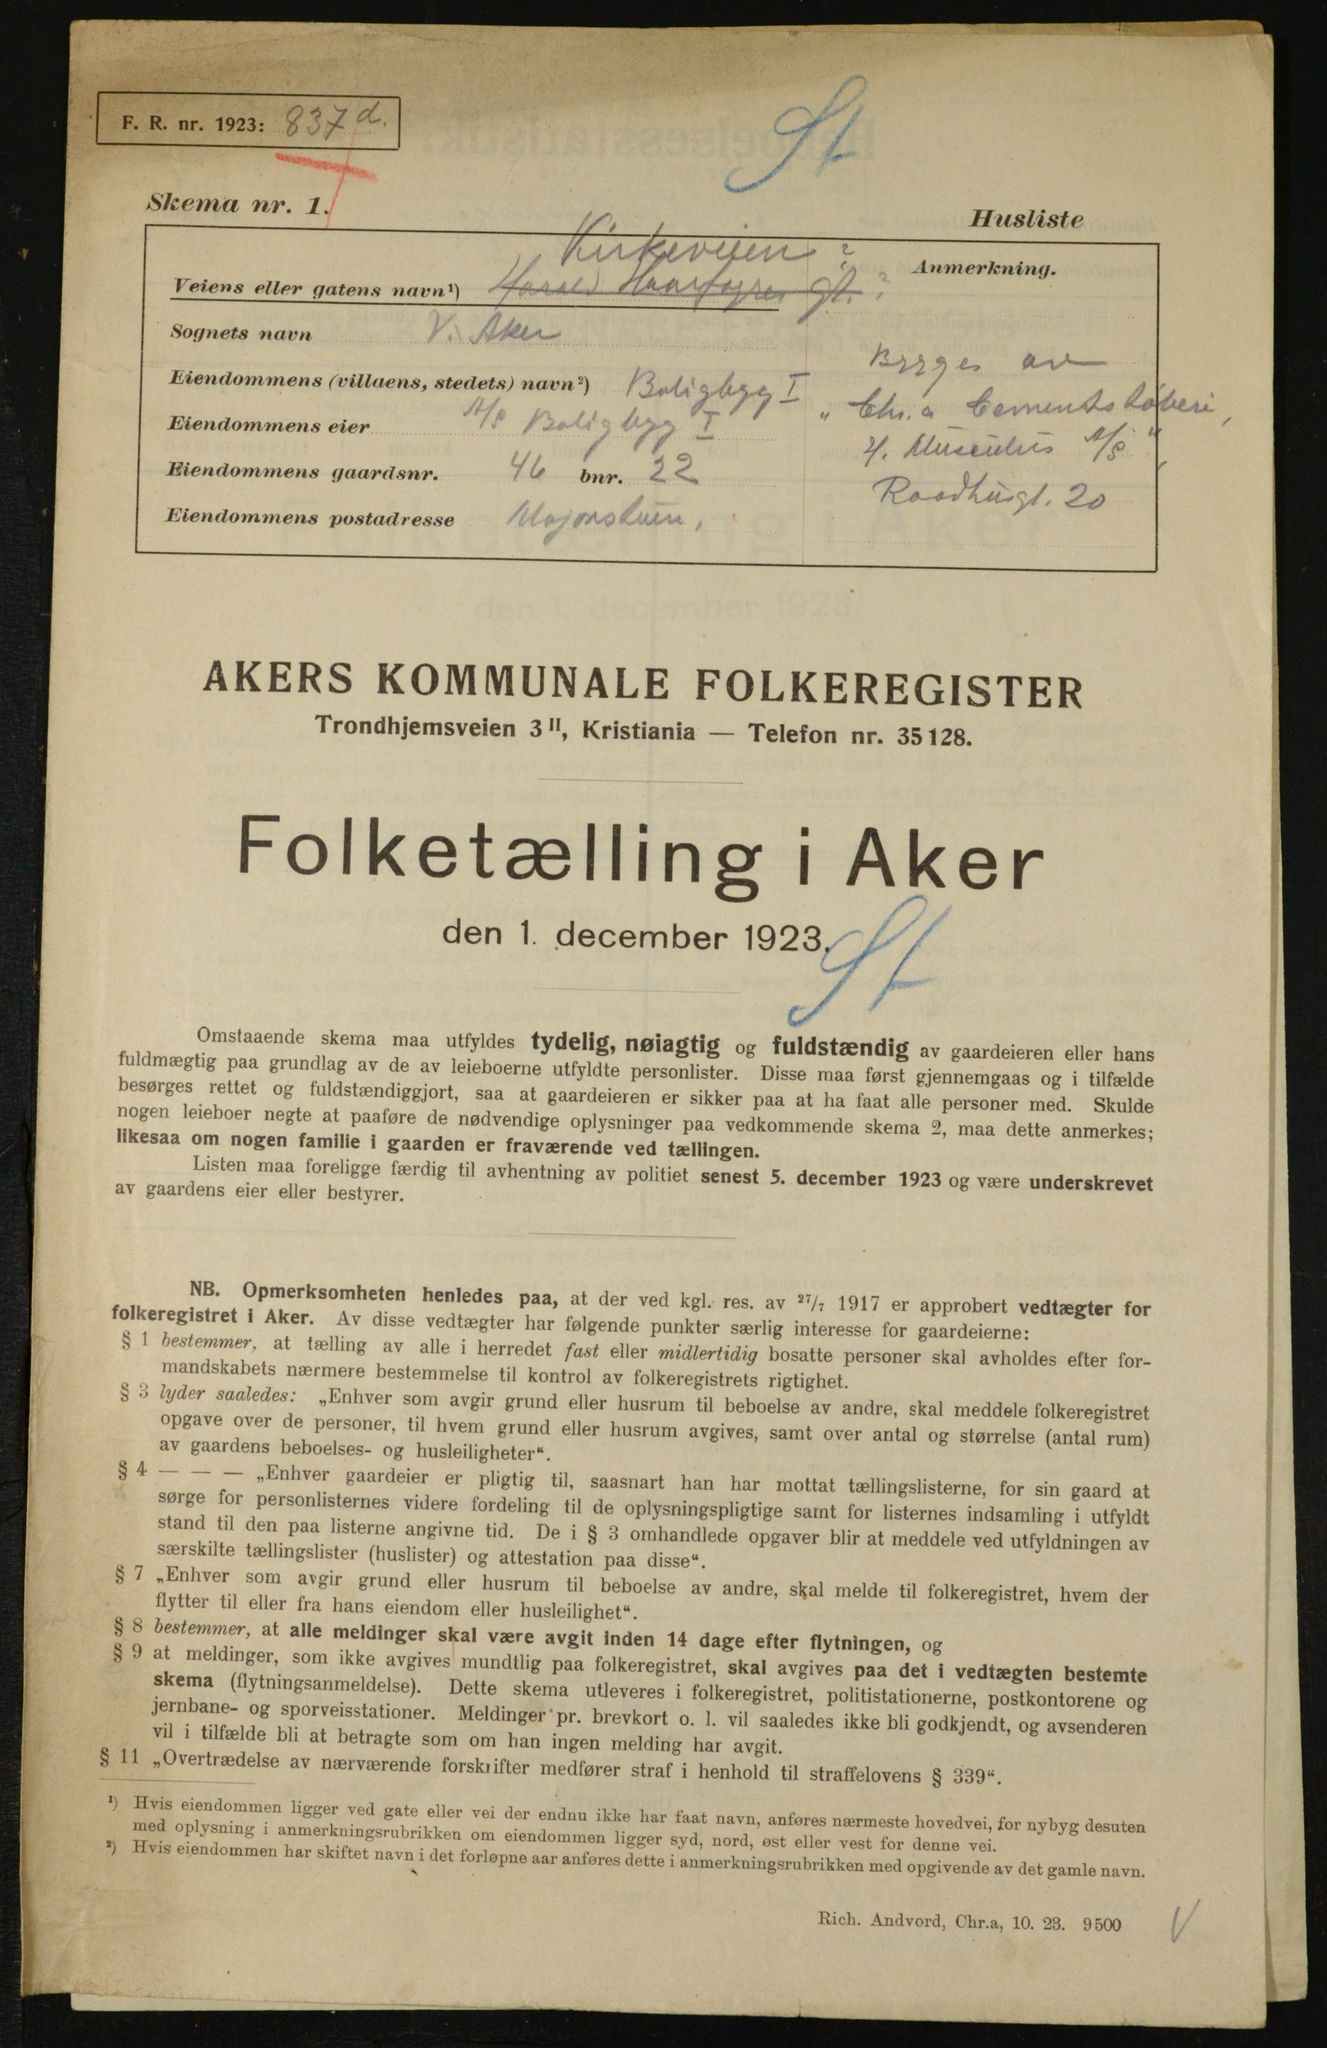 St
F. R. nr. 1923: 837 d.
Skema nr. 1.
Husliste
Kirkeveien ?
Anmerkning.
Veiens eller gatens navn¹) Harald Haarfagres gt. ?
Sognets navn V. Aker
Bygges av
Eiendommens (villaens, stedets) navn²) Boligbyg I
„Chr.a Cementstøberi,
Eiendommens eier A/S Boligbyg I
H. Musculus A/S“,
Eiendommens gaardsnr. 46 bnr. 22
Raadhusgt. 20
Eiendommens postadresse Majorstuen,
AKERS KOMMUNALE FOLKEREGISTER
Trondhjemsveien 3 II, Kristiania — Telefon nr. 35128.
Folketælling i Aker
den 1. december 1923.
St
Omstaaende skema maa utfyldes tydelig, nøiagtig og fuldstændig av gaardeieren eller hans
fuldmægtig paa grundlag av de av leieboerne utfyldte personlister. Disse maa først gjennemgaas og i tilfælde
besørges rettet og fuldstændiggjort, saa at gaardeieren er sikker paa at ha faat alle personer med. Skulde
nogen leieboer negte at paaføre de nødvendige oplysninger paa vedkommende skema 2, maa dette anmerkes;
likesaa om nogen familie i gaarden er fraværende ved tællingen.
Listen maa foreligge færdig til avhentning av politiet senest 5. december 1923 og være underskrevet
av gaardens eier eller bestyrer.
NB. Opmerksomheten henledes paa, at der ved kgl. res. av 27/7 1917 er approbert vedtægter for
folkeregistret i Aker. Av disse vedtægter har følgende punkter særlig interesse for gaardeierne:
§ 1 bestemmer, at tælling av alle i herredet fast eller midlertidig bosatte personer skal avholdes efter for-
mandskabets nærmere bestemmelse til kontrol av folkeregistrets rigtighet.
§ 3 lyder saaledes: „Enhver som avgir grund eller husrum til beboelse av andre, skal meddele folkeregistret
opgave over de personer, til hvem grund eller husrum avgives, samt over antal og størrelse (antal rum)
av gaardens beboelses- og husleiligheter“.
§ 4 — — — „Enhver gaardeier er pligtig til, saasnart han har mottat tællingslisterne, for sin gaard at
sørge for personlisternes videre fordeling til de oplysningspligtige samt for listernes indsamling i utfyldt
stand til den paa listerne angivne tid. De i § 3 omhandlede opgaver blir at meddele ved utfyldningen av
særskilte tællingslister (huslister) og attestation paa disse“.
§ 7 „Enhver som avgir grund eller husrum til beboelse av andre, skal melde til folkeregistret, hvem der
flytter til eller fra hans eiendom eller husleilighet“.
§ 8 bestemmer, at alle meldinger skal være avgit inden 14 dage efter flytningen, og
§ 9 at meldinger, som ikke avgives mundtlig paa folkeregistret, skal avgives paa det i vedtægten bestemte
skema (flytningsanmeldelse). Dette skema utleveres i folkeregistret, politistationerne, postkontorene og
jernbane- og sporveisstationer. Meldinger pr. brevkort o. l. vil saaledes ikke bli godkjendt, og avsenderen
vil i tilfælde bli at betragte som om han ingen melding har avgit.
§ 11 „Overtrædelse av nærværende forskrifter medfører straf i henhold til straffelovens § 339“.
¹) Hvis eiendommen ligger ved gate eller vei der endnu ikke har faat navn, anføres nærmeste hovedvei, for nybyg desuten
med oplysning i anmerkningsrubrikken om eiendommen ligger syd, nord, øst eller vest for denne vei.
²) Hvis eiendommen har skiftet navn i det forløpne aar anføres dette i anmerkningsrubrikken med opgivende av det gamle navn.
Rich. Andvord, Chr.a, 10. 23. 9500